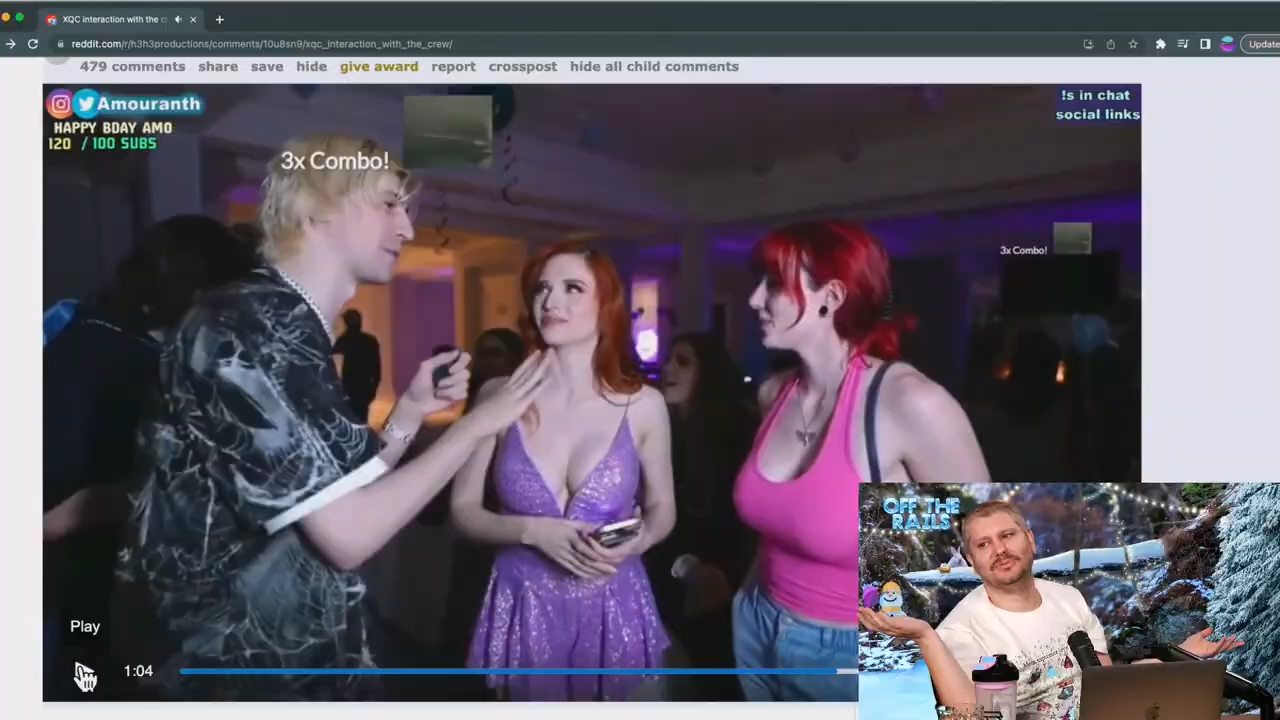 XQC interaction with the c
reddit.com/r/h3h3productions/comments/10u8sn9/xqc_interaction_with_the_crew/
Update
479 comments share save hide give award report crosspost hide all child comments
Amouranth
HAPPY BDAY AMO
120 / 100 SUBS
!s in chat
social links
3x Combo!
3x Combo!
OFF THE
RAILS
Play
1:04